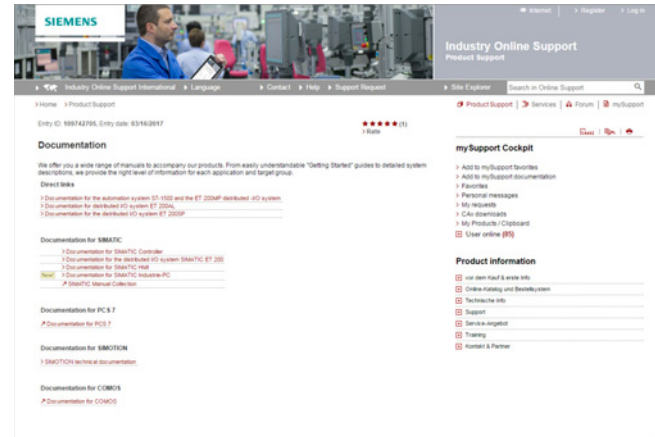 SIEMENS
Internet > Register > Log in
Industry Online Support
Product Support
Industry Online Support International > Language > Contact > Help > Support Request > Site Explorer Search in Online Support
> Home > Product Support
Product Support | Services | Forum | mySupport
Entry ID: 109742705, Entry date: 03/16/2017
(1)
> Rate
Documentation
We offer you a wide range of manuals to accompany our products. From easily understandable "Getting Started" guides to detailed system
descriptions, we provide the right level of information for each application and target group.
Direct links
> Documentation for the automation system S7-1500 and the ET 200MP distributed -I/O system
> Documentation for distributed I/O system ET 200AL
> Documentation for the distributed I/O system ET 200SP
Documentation for SIMATIC
> Documentation for SIMATIC Controller
> Documentation for the distributed I/O system SIMATIC ET 200
> Documentation for SIMATIC HMI
New! > Documentation for SIMATIC Industrie-PC
SIMATIC Manual Collection
Documentation for PCS 7
Documentation for PCS 7
Documentation for SIMOTION
> SIMOTION technical documentation
Documentation for COMOS
Documentation for COMOS
mySupport Cockpit
> Add to mySupport favorites
> Add to mySupport documentation
> Favorites
> Personal messages
> My requests
> CAx downloads
> My Products / Clipboard
User online (85)
Product information
vor dem Kauf & erste Info
Online-Katalog und Bestellsystem
Technische Info
Support
Service-Angebot
Training
Kontakt & Partner